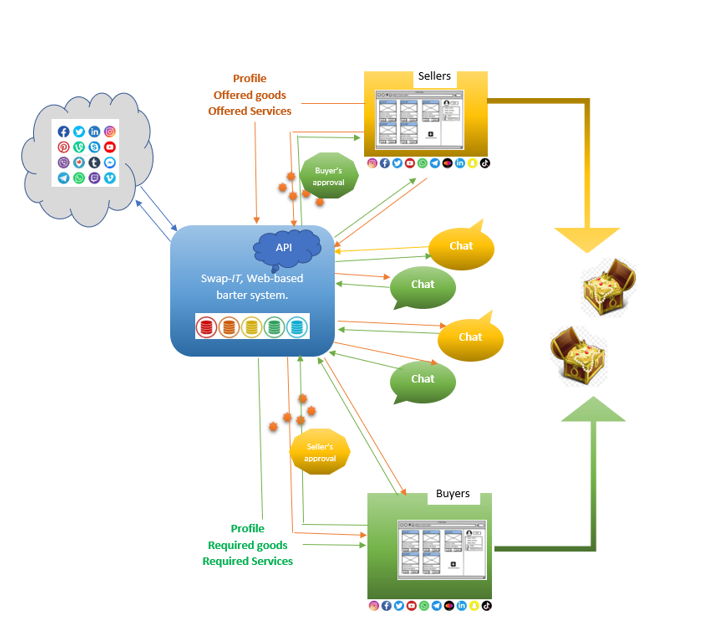 Sellers
Profile
Offered goods
Offered Services
Buyer's
approval
API
Chat
Swap-IT, Web-based
barter system.
Chat
Chat
Chat
Seller's
approval
Buyers
Profile
Required goods
Required Services